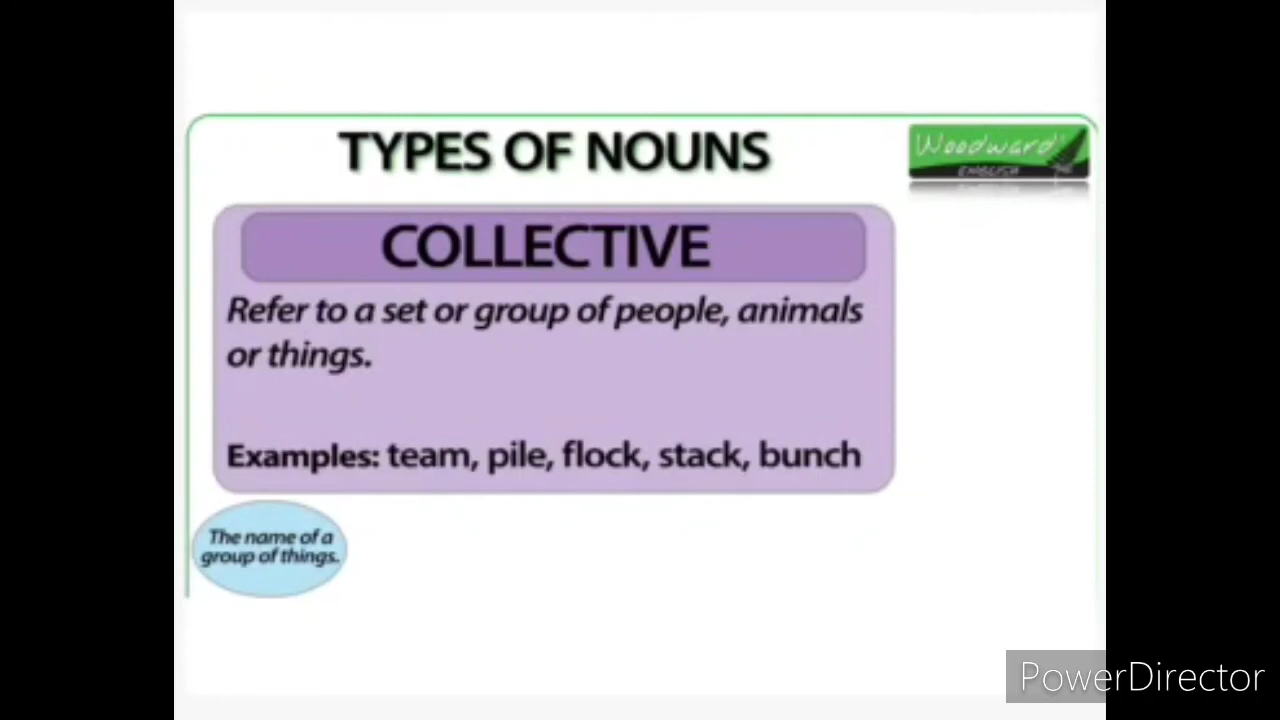 TYPES OF NOUNS
Woodward
ENGLISH
COLLECTIVE
Refer to a set or group of people, animals
or things.
Examples: team, pile, flock, stack, bunch
The name of a
group of things.
PowerDirector